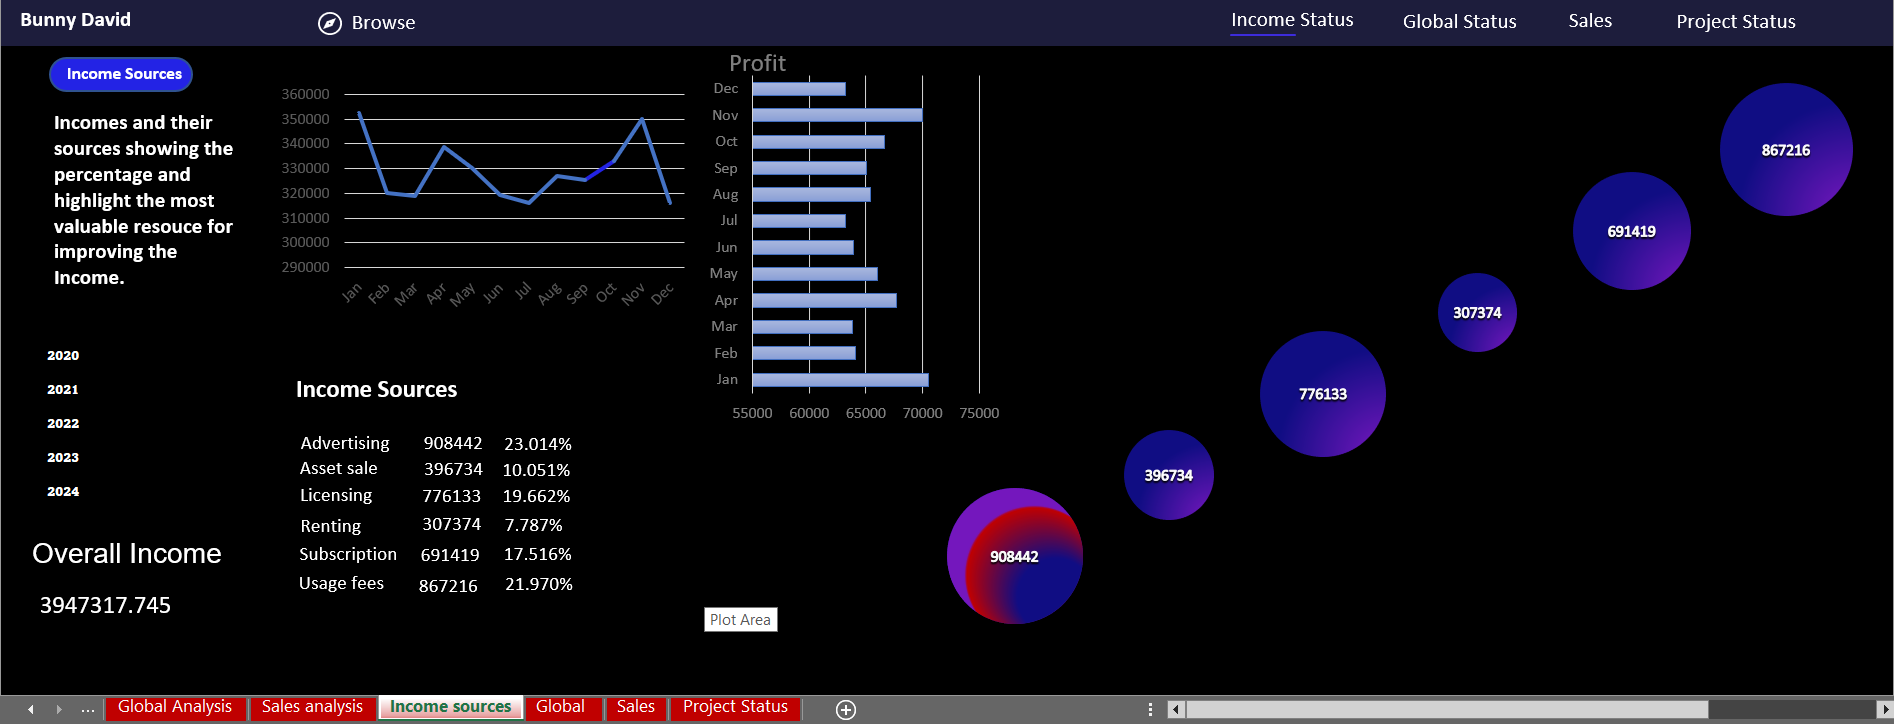 Bunny David
Browse
Income Status
Global Status
Sales
Project Status
Income Sources
Incomes and their
sources showing the
percentage and
highlight the most
valuable resouce for
improving the
Income.
2020
2021
2022
2023
2024
Overall Income
3947317.745
360000
350000
340000
330000
320000
310000
300000
290000
Jan Feb Mar Apr May Jun Jul Aug Sep Oct Nov Dec
Income Sources
Advertising 908442 23.014%
Asset sale 396734 10.051%
Licensing 776133 19.662%
Renting 307374 7.787%
Subscription 691419 17.516%
Usage fees 867216 21.970%
Profit
Dec
Nov
Oct
Sep
Aug
Jul
Jun
May
Apr
Mar
Feb
Jan
55000 60000 65000 70000 75000
867216
691419
307374
776133
396734
908442
Plot Area
... Global Analysis Sales analysis Income sources Global Sales Project Status